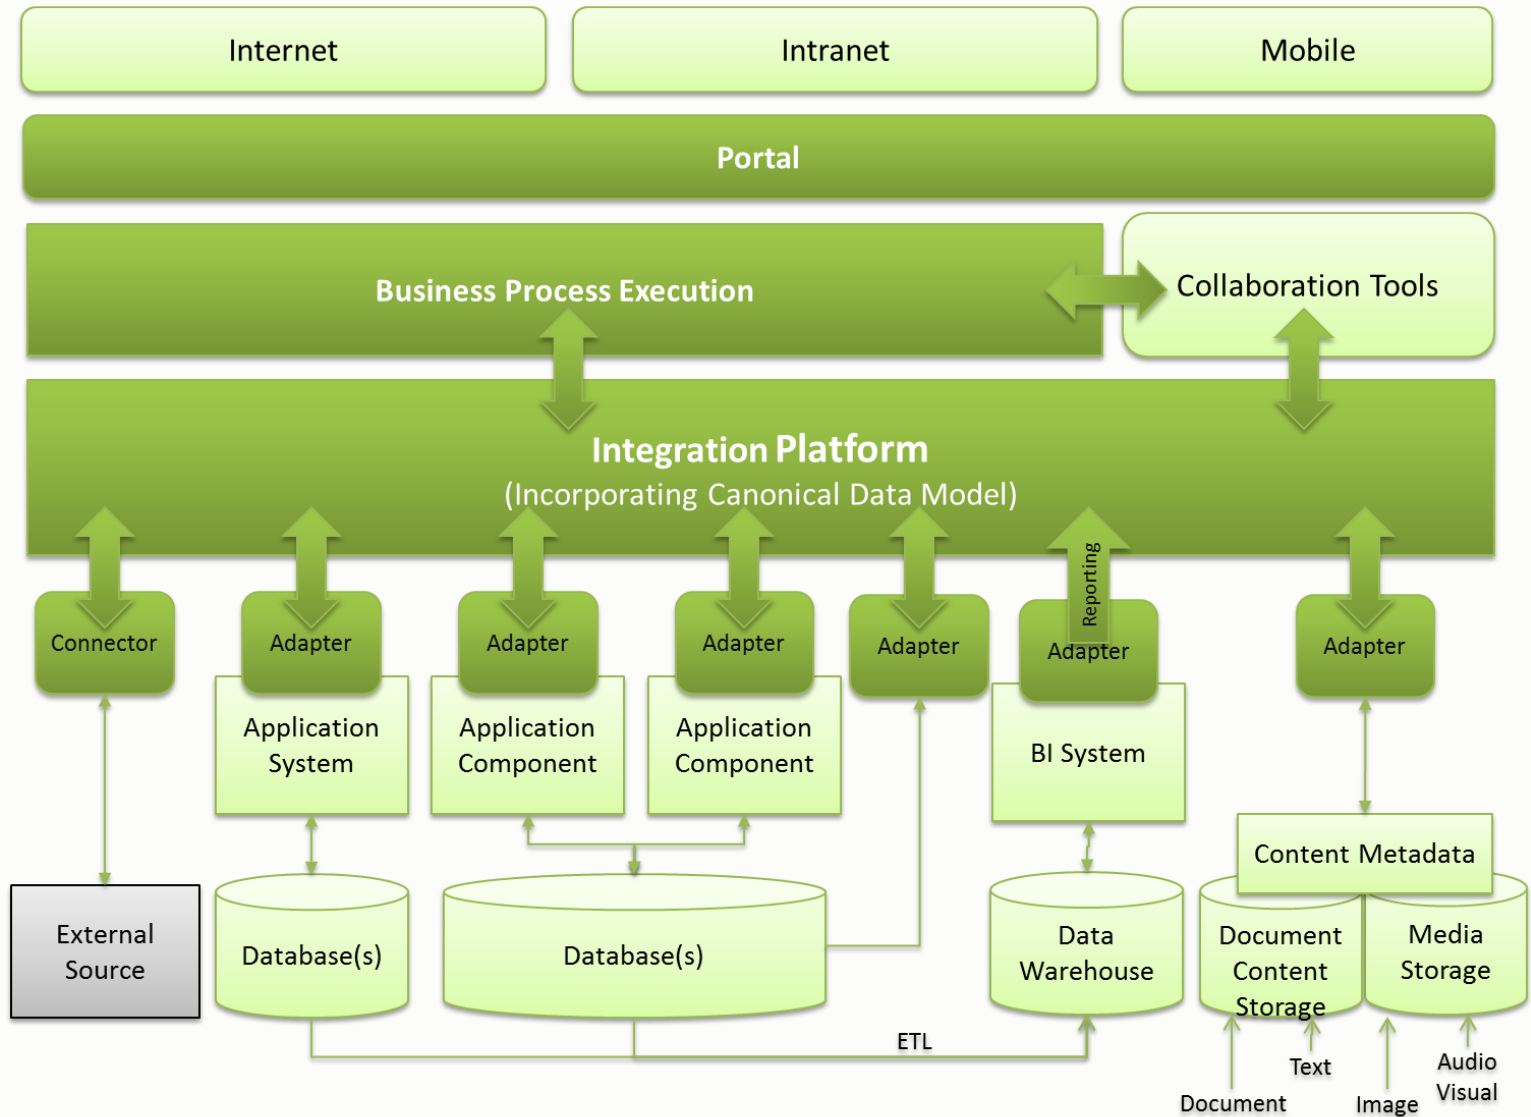 Internet
Intranet
Mobile
Portal
Business Process Execution
Collaboration Tools
Integration Platform
(Incorporating Canonical Data Model)
Reporting
Connector
Adapter
Adapter
Adapter
Adapter
Adapter
Adapter
Application
System
Application
Component
Application
Component
BI System
Content Metadata
External
Source
Database(s)
Database(s)
Data
Warehouse
Document
Content
Storage
Media
Storage
ETL
Document
Text
Image
Audio
Visual